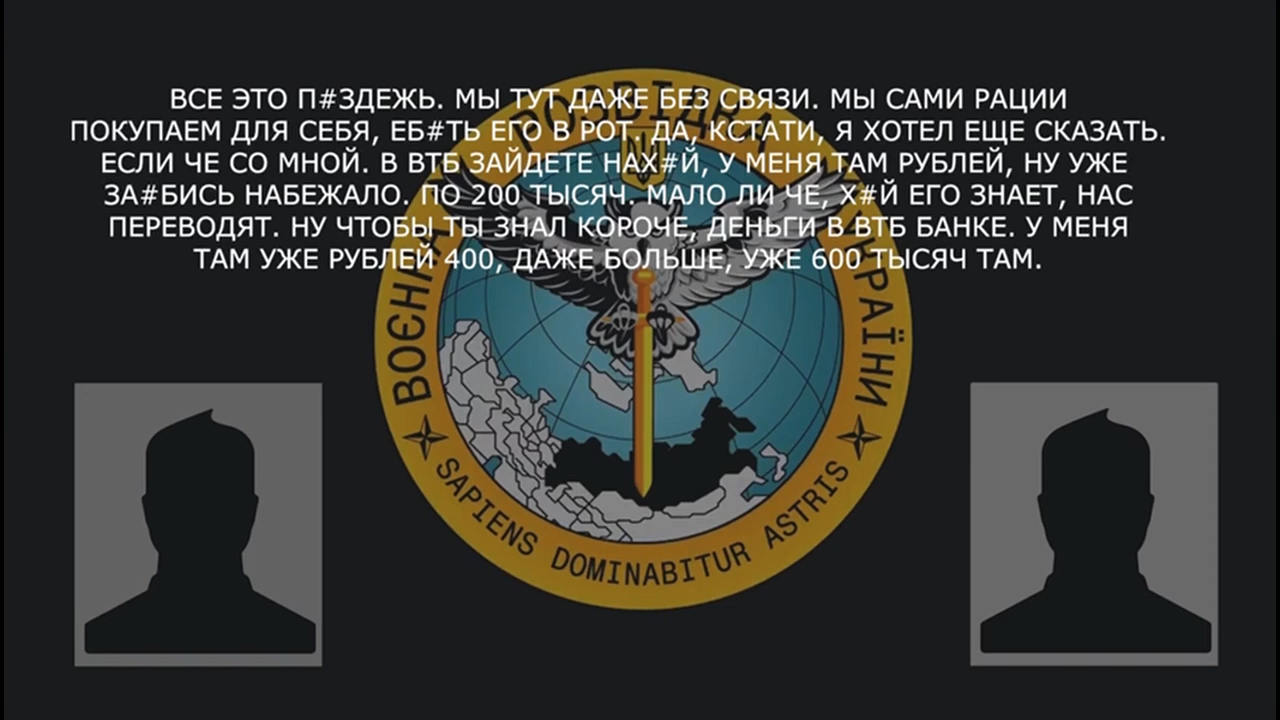 ВСЕ ЭТО П#ЗДЕЖЬ. МЫ ТУТ ДАЖЕ БЕЗ СВЯЗИ. МЫ САМИ РАЦИИ
ПОКУПАЕМ ДЛЯ СЕБЯ, ЕБ#ТЬ ЕГО В РОТ. ДА, КСТАТИ, Я ХОТЕЛ ЕЩЕ СКАЗАТЬ.
ЕСЛИ ЧЕ СО МНОЙ. В ВТБ ЗАЙДЕТЕ НАХ#Й, У МЕНЯ ТАМ РУБЛЕЙ, НУ УЖЕ
ЗА#БИСЬ НАБЕЖАЛО. ПО 200 ТЫСЯЧ. МАЛО ЛИ ЧЕ, Х#Й ЕГО ЗНАЕТ, НАС
ПЕРЕВОДЯТ. НУ ЧТОБЫ ТЫ ЗНАЛ КОРОЧЕ, ДЕНЬГИ В ВТБ БАНКЕ. У МЕНЯ
ТАМ УЖЕ РУБЛЕЙ 400, ДАЖЕ БОЛЬШЕ, УЖЕ 600 ТЫСЯЧ ТАМ.
ВОЄННА РОЗВІДКА УКРАЇНИ
SAPIENS DOMINABITUR ASTRIS